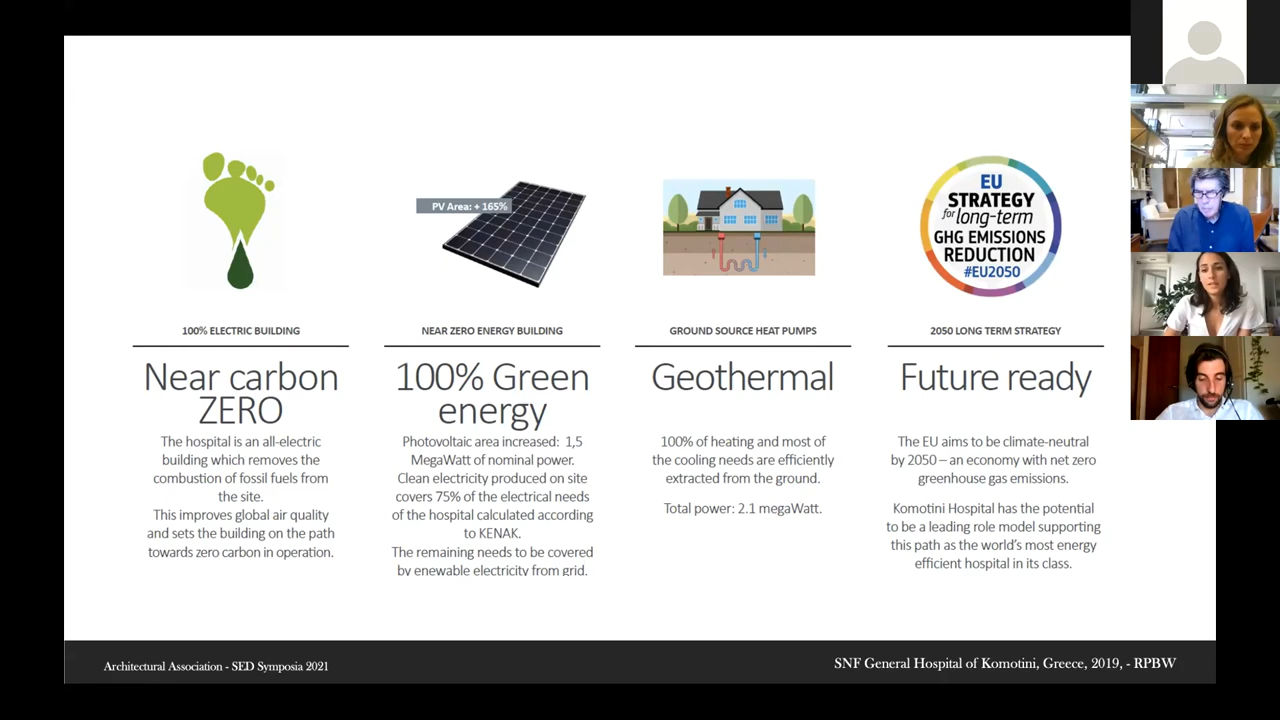 PV Area: + 165%
EU
STRATEGY
for long-term
GHG EMISSIONS
REDUCTION
#EU2050
100% ELECTRIC BUILDING
Near carbon
ZERO
The hospital is an all-electric
building which removes the
combustion of fossil fuels from
the site.
This improves global air quality
and sets the building on the path
towards zero carbon in operation.
NEAR ZERO ENERGY BUILDING
100% Green
energy
Photovoltaic area increased: 1,5
MegaWatt of nominal power.
Clean electricity produced on site
covers 75% of the electrical needs
of the hospital calculated according
to KENAK.
The remaining needs to be covered
by enewable electricity from grid.
GROUND SOURCE HEAT PUMPS
Geothermal
100% of heating and most of
the cooling needs are efficiently
extracted from the ground.
Total power: 2.1 megaWatt.
2050 LONG TERM STRATEGY
Future ready
The EU aims to be climate-neutral
by 2050 – an economy with net zero
greenhouse gas emissions.
Komotini Hospital has the potential
to be a leading role model supporting
this path as the world's most energy
efficient hospital in its class.
Architectural Association - SED Symposia 2021
SNF General Hospital of Komotini, Greece, 2019, - RPBW